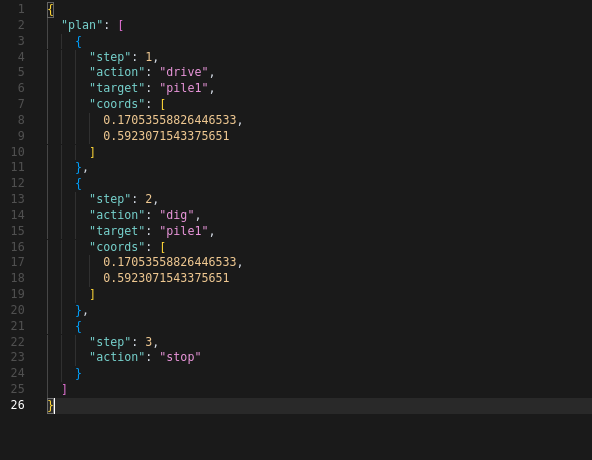 1 {
2   "plan": [
3     {
4       "step": 1,
5       "action": "drive",
6       "target": "pile1",
7       "coords": [
8         0.17053558826446533,
9         0.5923071543375651
10       ]
11     },
12     {
13       "step": 2,
14       "action": "dig",
15       "target": "pile1",
16       "coords": [
17         0.17053558826446533,
18         0.5923071543375651
19       ]
20     },
21     {
22       "step": 3,
23       "action": "stop"
24     }
25   ]
26 }